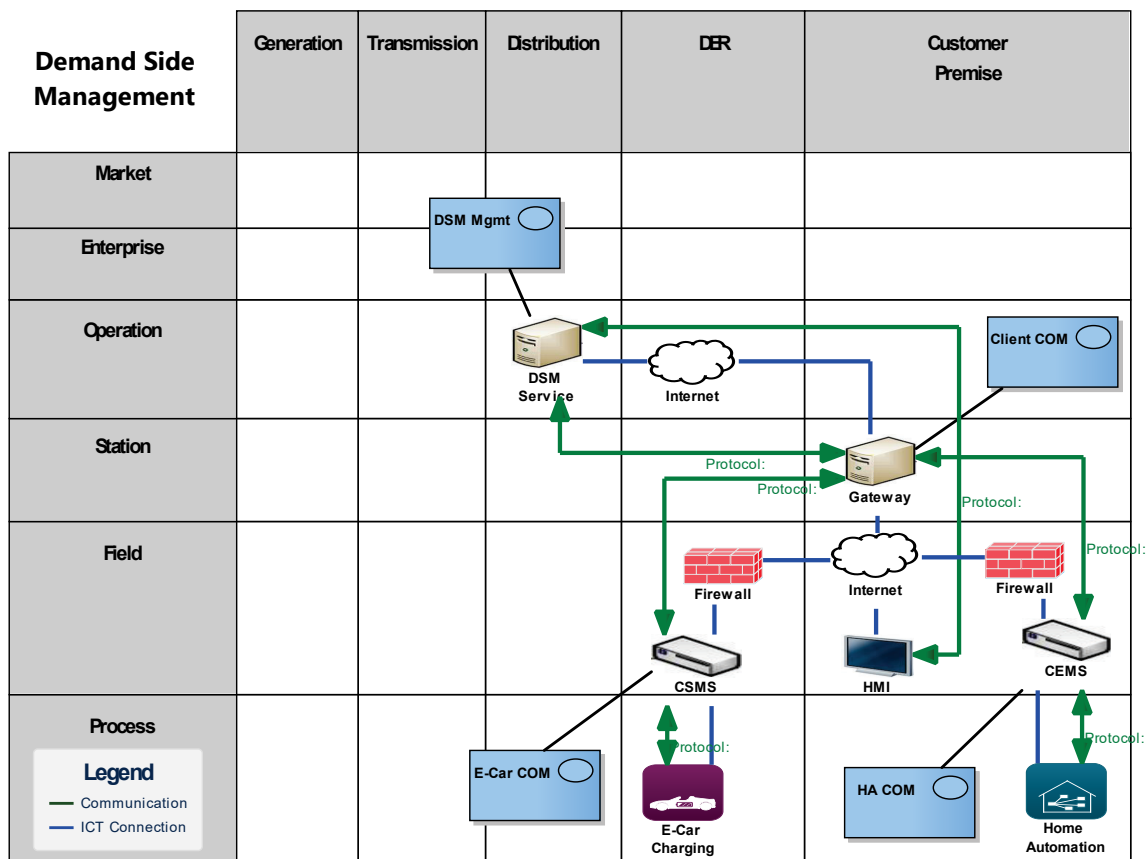 Demand Side
Management
Generation
Transmission
Distribution
DER
Customer
Premise
Market
DSM Mgmt
Enterprise
Operation
Client COM
DSM
Service
Internet
Station
Protocol:
Protocol:
Gateway
Protocol:
Field
Protocol:
Firewall
Internet
Firewall
CSMS
HMI
CEMS
Process
Protocol:
Protocol:
Legend
Communication
ICT Connection
E-Car COM
HA COM
E-Car
Charging
Home
Automation